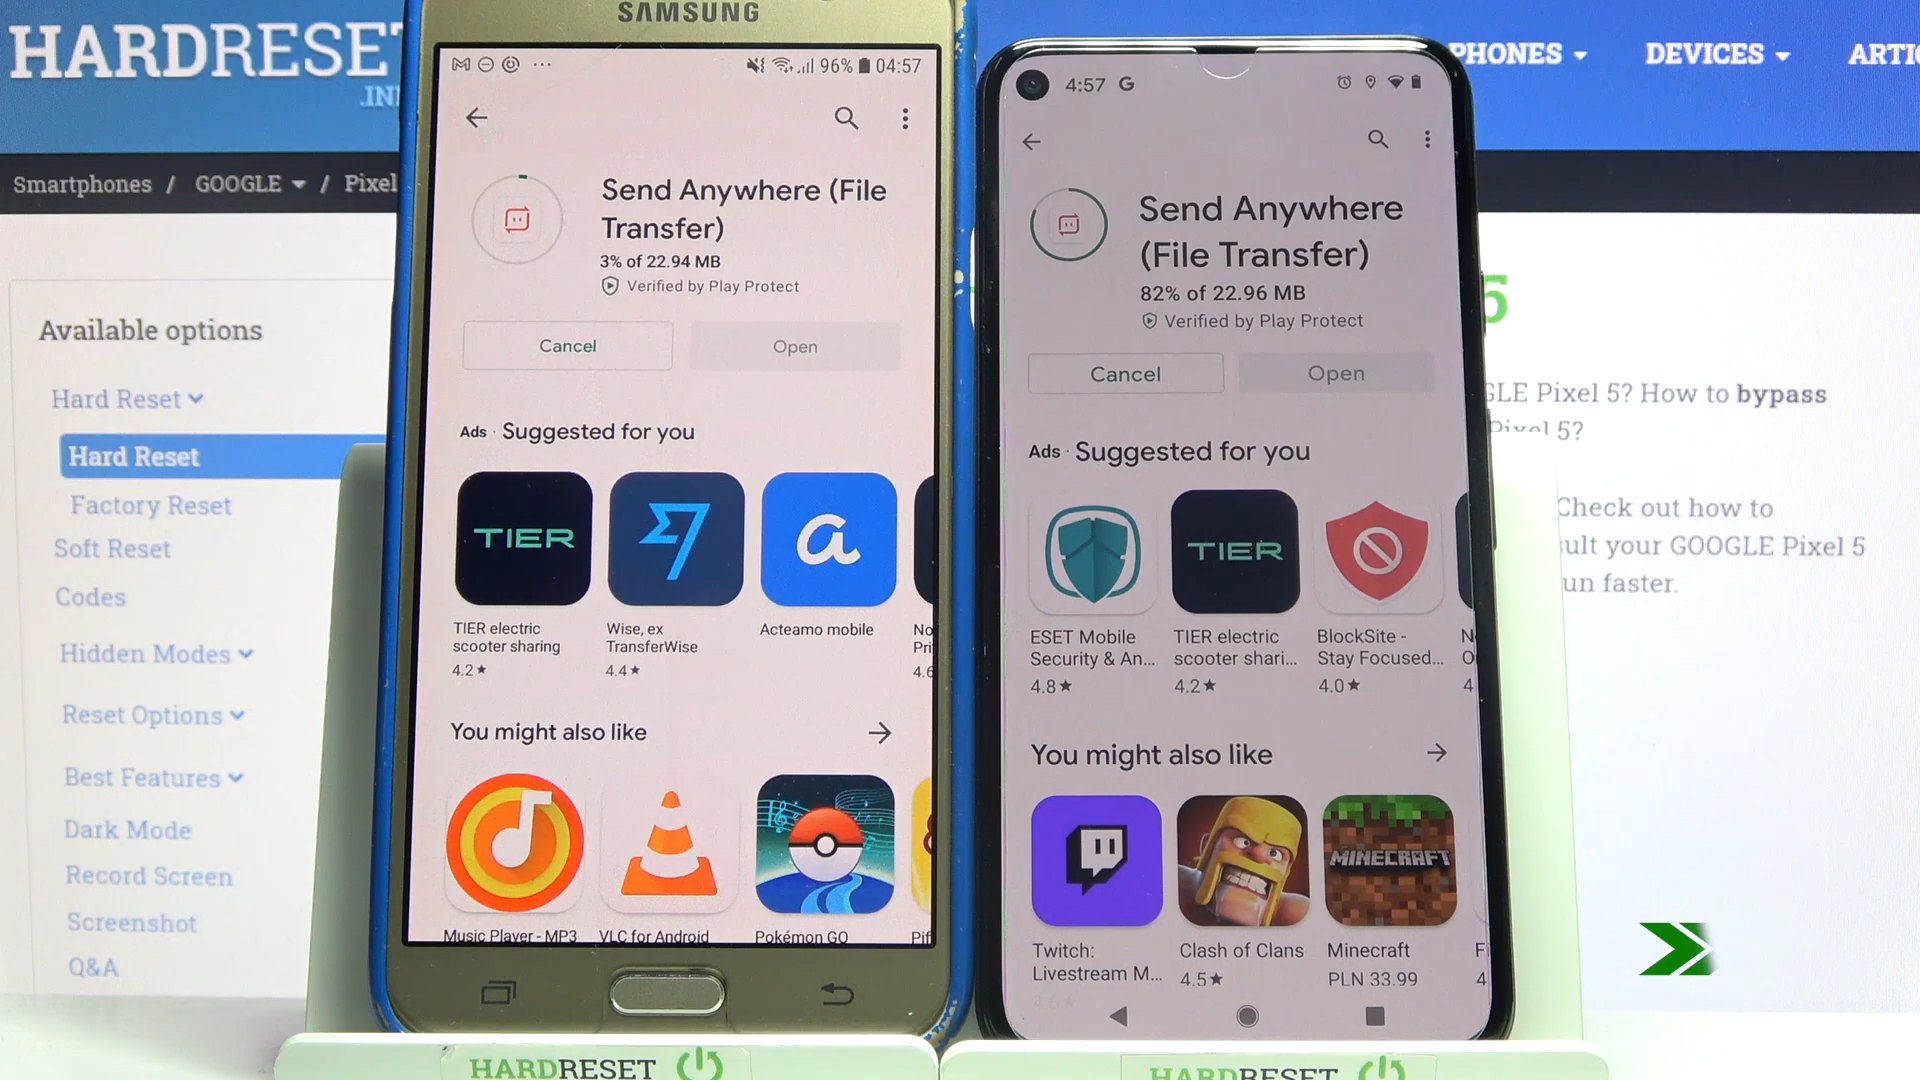 HARDRESET
.IN
PHONES
DEVICES
Smartphones / GOOGLE / Pixel
Available options
Hard Reset
Hard Reset
Factory Reset
Soft Reset
Codes
Hidden Modes
Reset Options
Best Features
Dark Mode
Record Screen
Screenshot
Q&A
SAMSUNG
96% 04:57
Send Anywhere (File
Transfer)
3% of 22.94 MB
Verified by Play Protect
Cancel
Open
Ads · Suggested for you
TIER
a
TIER electric
scooter sharing
4.2★
Wise, ex
TransferWise
4.4★
Acteamo mobile
You might also like
Music Player - MP3
VLC for Android
Pokémon GO
HARDRESET
4:57 G
Send Anywhere
(File Transfer)
82% of 22.96 MB
Verified by Play Protect
Cancel
Open
Ads · Suggested for you
TIER
ESET Mobile
Security & An...
4.8★
TIER electric
scooter shari...
4.2★
BlockSite -
Stay Focused...
4.0★
You might also like
MINECRAFT
Twitch:
Livestream M...
Clash of Clans
4.5★
Minecraft
PLN 33.99
HARDRESET
5
Pixel 5? How to bypass
Pixel 5?
Check out how to
your GOOGLE Pixel 5
faster.